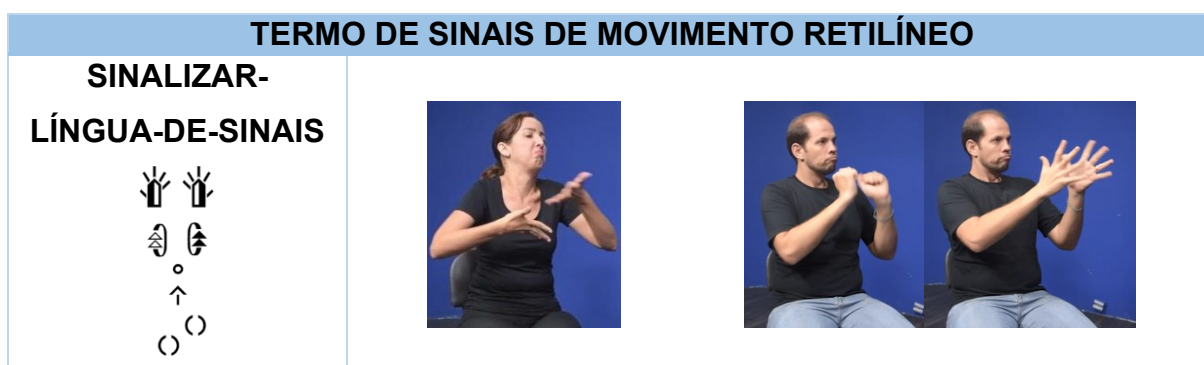 TERMO DE SINAIS DE MOVIMENTO RETILÍNEO
SINALIZAR-
LÍNGUA-DE-SINAIS